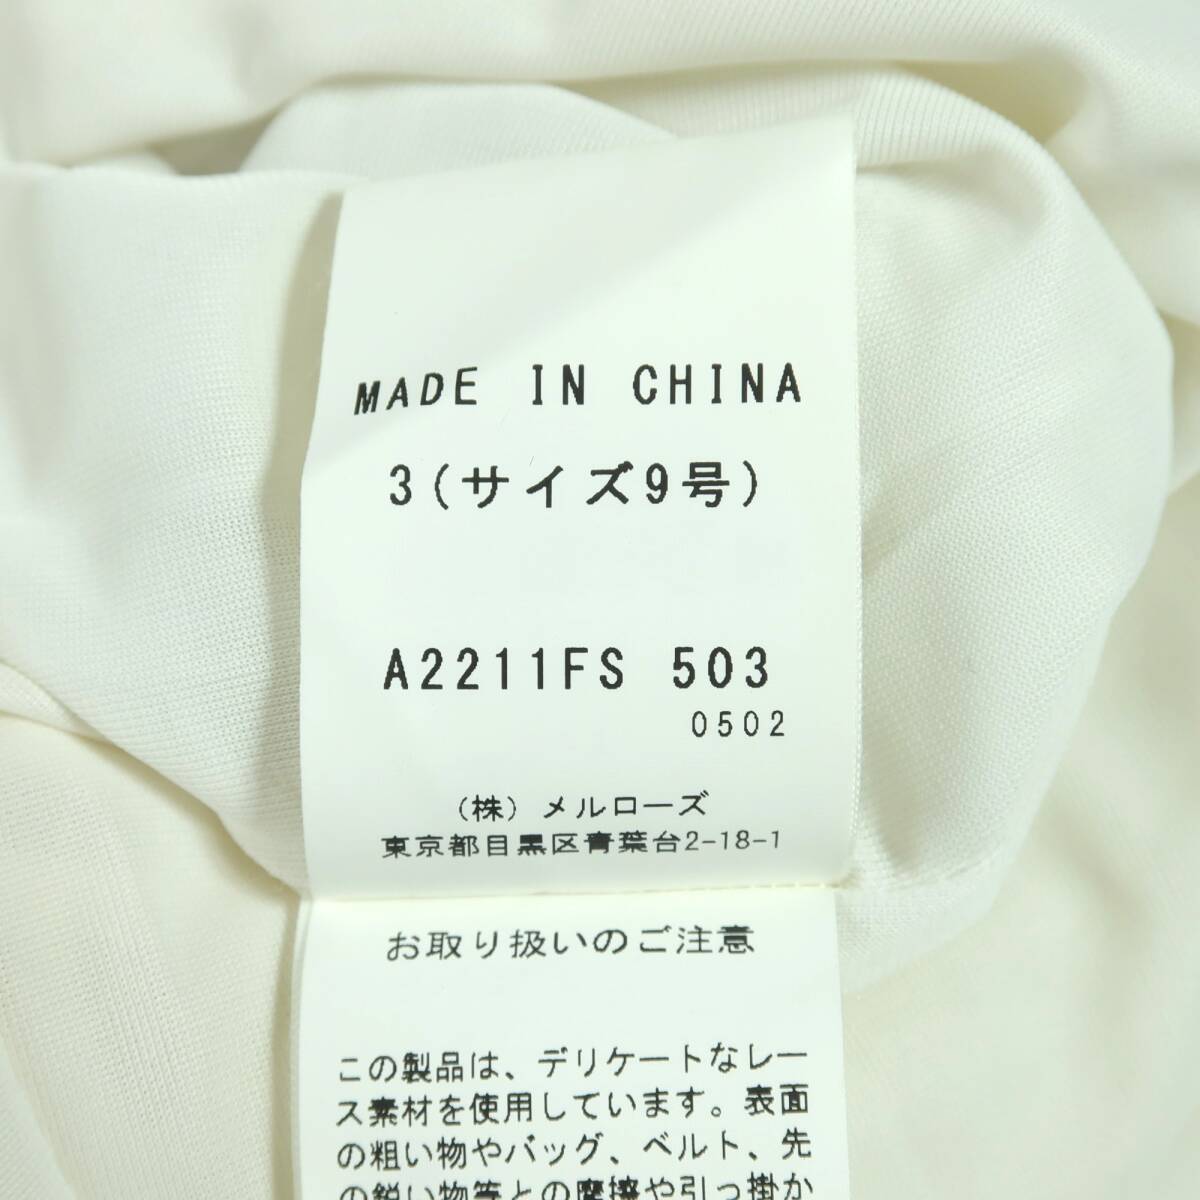 MADE IN CHINA
3(サイズ9号)
A2211FS 503
0502
(株) メルローズ
東京都目黒区青葉台2-18-1
お取り扱いのご注意
この製品は、デリケートなレー
ス素材を使用しています。表面
の粗い物やバッグ、ベルト、先
の鋭い物等との摩擦や引っ掛か